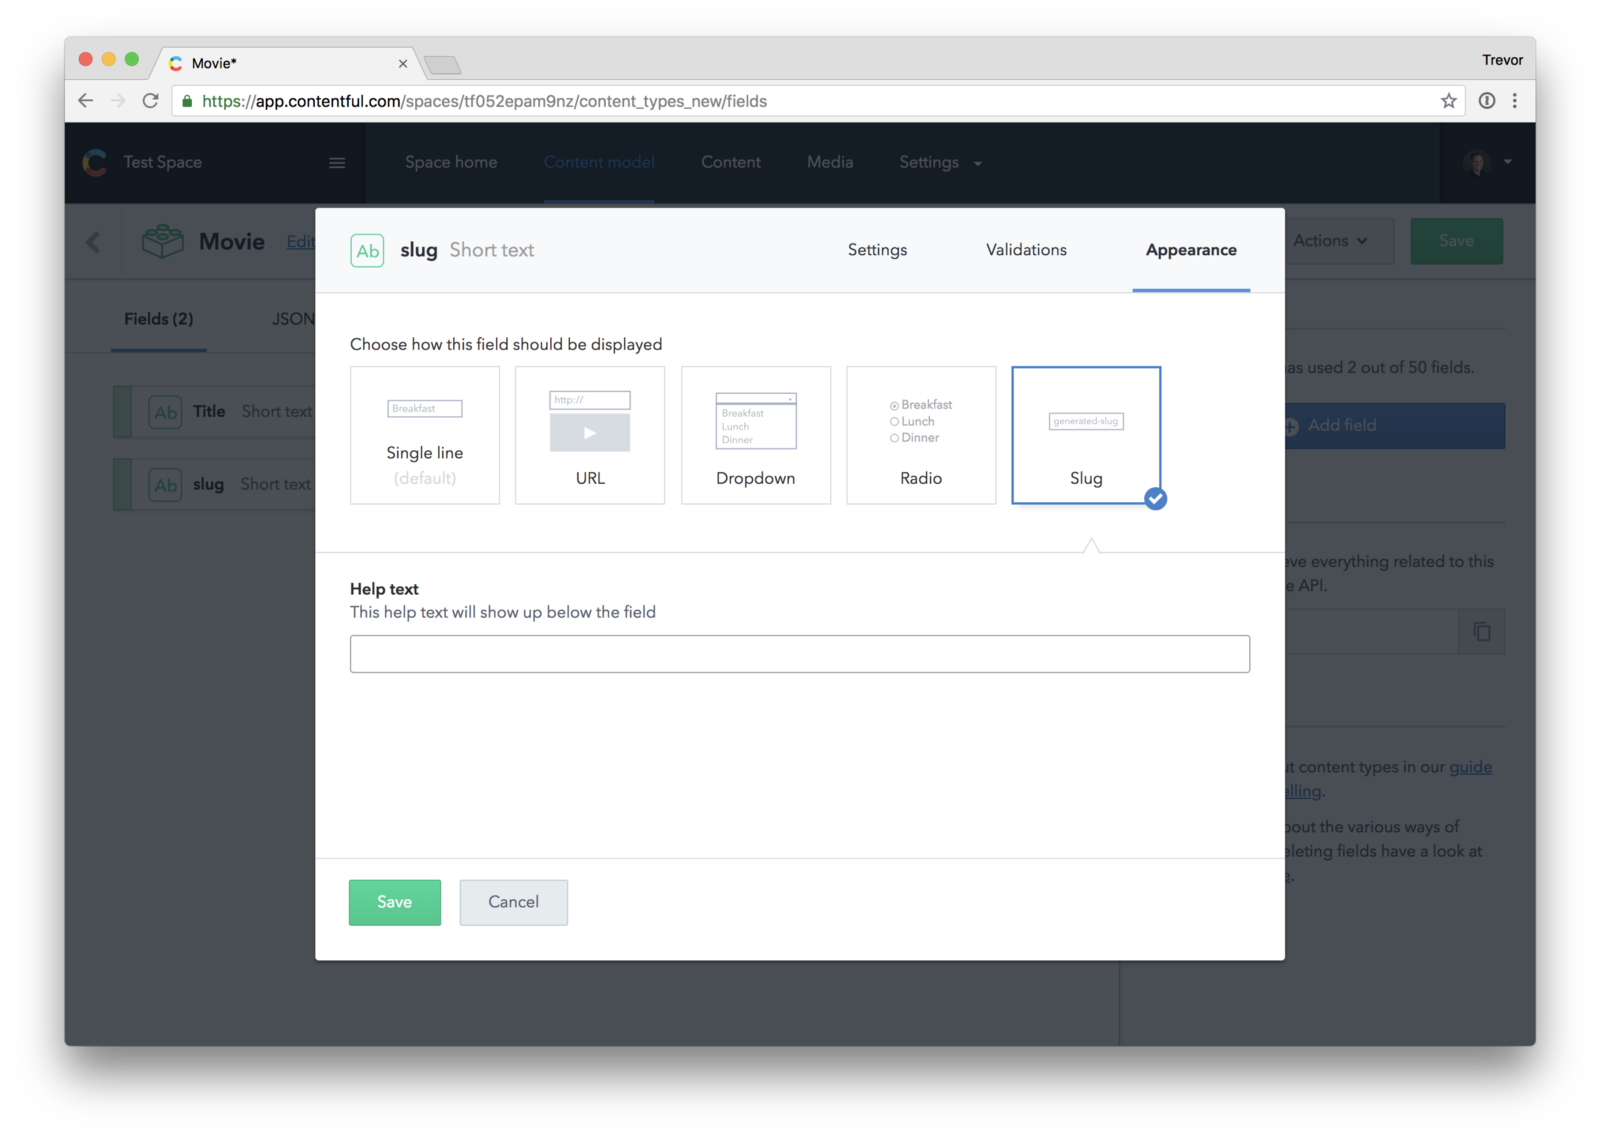 Movie*
Trevor
https://app.contentful.com/spaces/tf052epam9nz/content_types_new/fields
Test Space
Space home
Content model
Content
Media
Settings
Movie
Edit
Actions
Save
Fields (2)
JSON
Ab Title Short text
Ab slug Short text
Ab slug Short text
Settings
Validations
Appearance
Choose how this field should be displayed
Breakfast
Single line
(default)
http://
URL
Breakfast
Lunch
Dinner
Dropdown
Breakfast
Lunch
Dinner
Radio
generated-slug
Slug
Help text
This help text will show up below the field
Save
Cancel
as used 2 out of 50 fields.
Add field
eve everything related to this
e API.
ut content types in our guide
elling.
bout the various ways of
eleting fields have a look at
e.